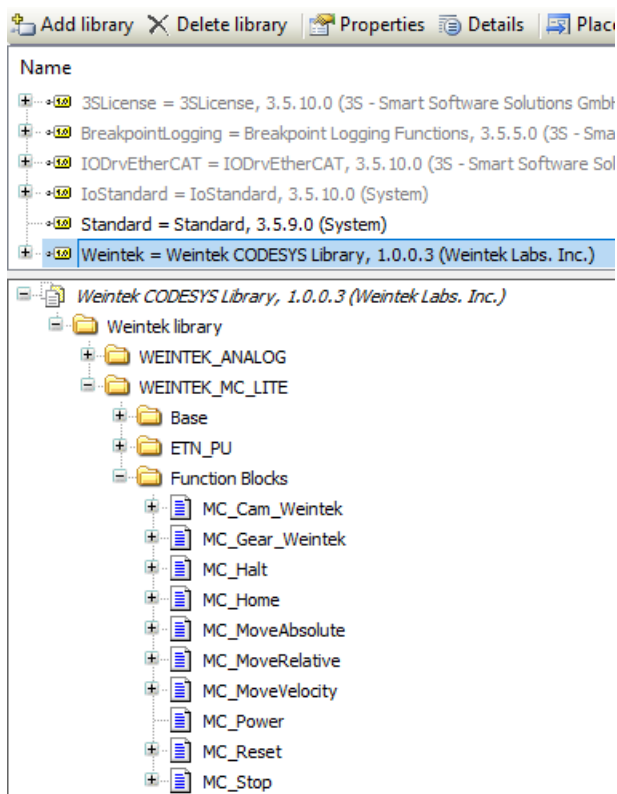 Add library Delete library Properties Details Plac
Name
3SLicense = 3SLicense, 3.5.10.0 (3S - Smart Software Solutions Gmb
BreakpointLogging = Breakpoint Logging Functions, 3.5.5.0 (3S - Sma
IODrvEtherCAT = IODrvEtherCAT, 3.5.10.0 (3S - Smart Software Sol
IoStandard = IoStandard, 3.5.10.0 (System)
Standard = Standard, 3.5.9.0 (System)
Weintek = Weintek CODESYS Library, 1.0.0.3 (Weintek Labs. Inc.)
Weintek CODESYS Library, 1.0.0.3 (Weintek Labs. Inc.)
Weintek library
WEINTEK_ANALOG
WEINTEK_MC_LITE
Base
ETN_PU
Function Blocks
MC_Cam_Weintek
MC_Gear_Weintek
MC_Halt
MC_Home
MC_MoveAbsolute
MC_MoveRelative
MC_MoveVelocity
MC_Power
MC_Reset
MC_Stop